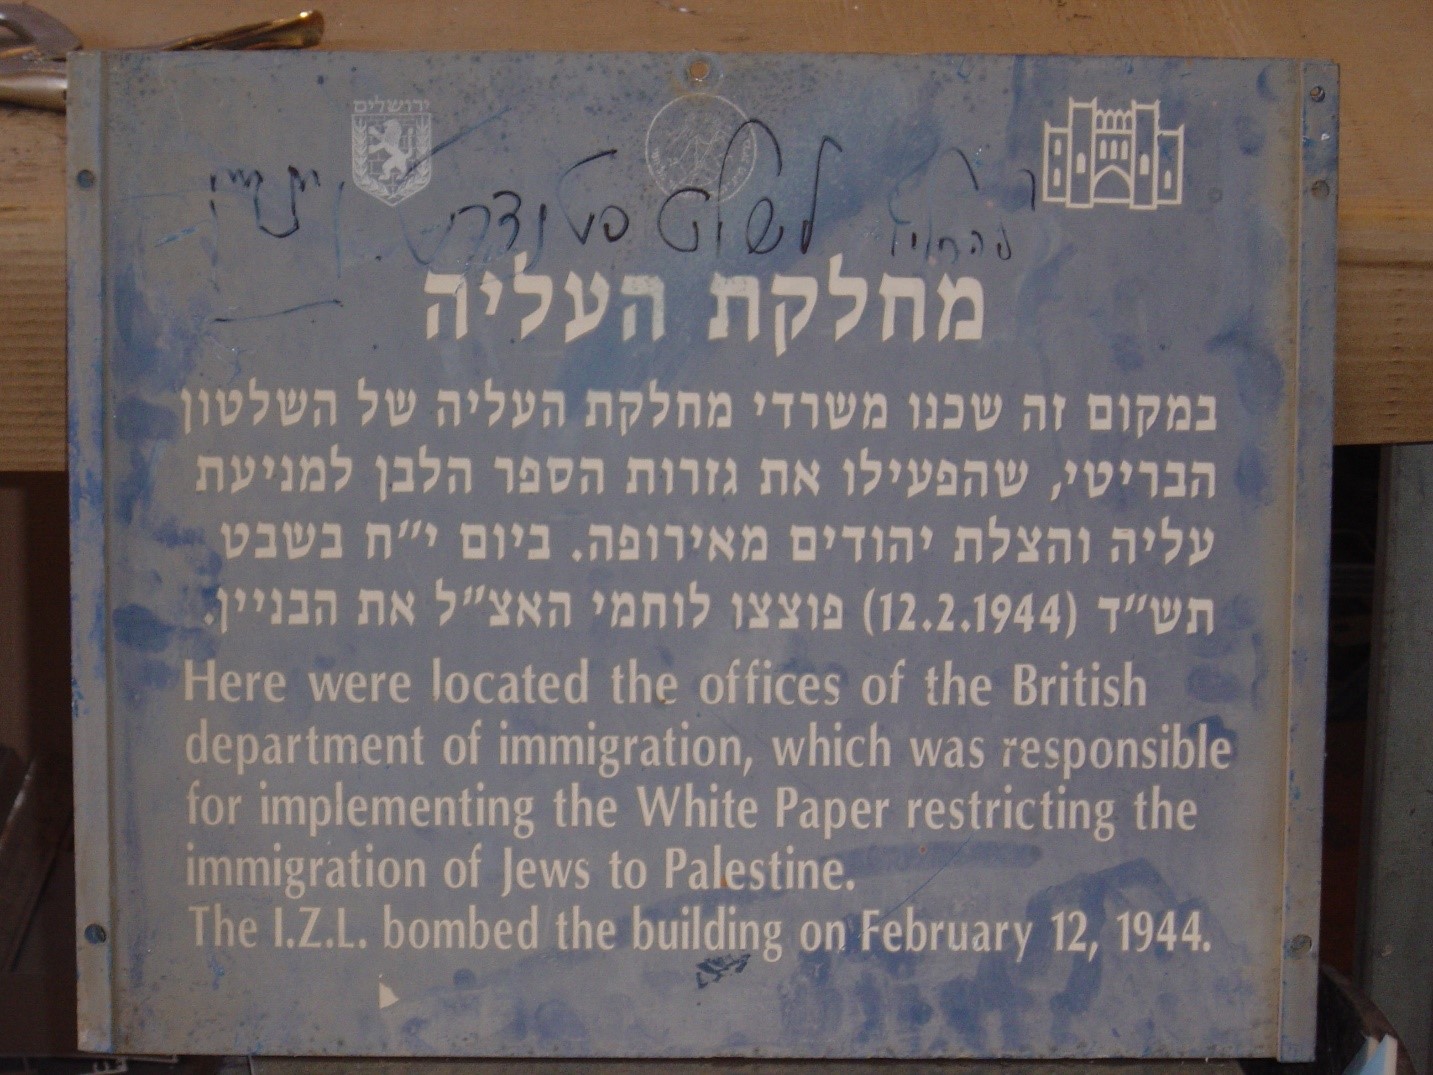 ירושלים
להחליף לשלט סטנדרטי
מחלקת העליה
במקום זה שכנו משרדי מחלקת העליה של השלטון
הבריטי, שהפעילו את גזרות הספר הלבן למניעת
עליה והצלת יהודים מאירופה. ביום י״ח בשבט
תש״ד (12.2.1944) פוצצו לוחמי האצ״ל את הבניין.
Here were located the offices of the British
department of immigration, which was responsible
for implementing the White Paper restricting the
immigration of Jews to Palestine.
The I.Z.L. bombed the building on February 12, 1944.